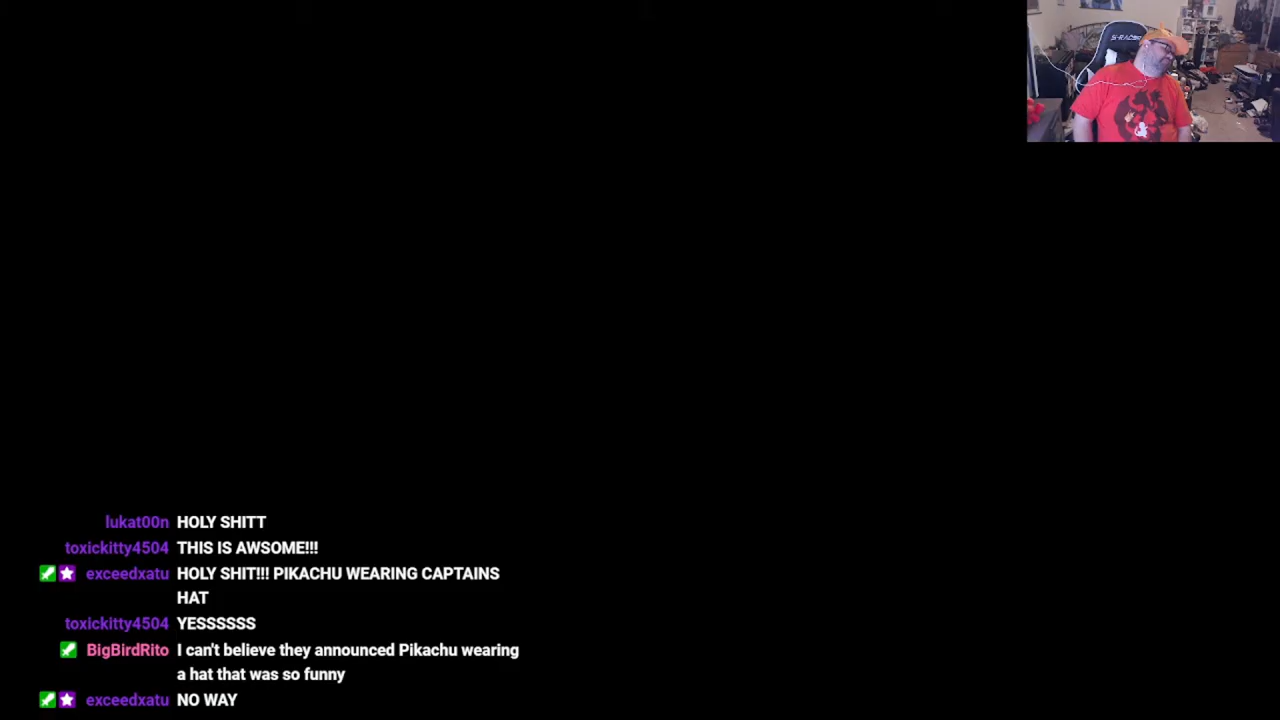 S-RACER
lukat00n HOLY SHITT
toxickitty4504 THIS IS AWSOME!!!
exceedxatu HOLY SHIT!!! PIKACHU WEARING CAPTAINS
HAT
toxickitty4504 YESSSSSS
BigBirdRito I can't believe they announced Pikachu wearing
a hat that was so funny
exceedxatu NO WAY